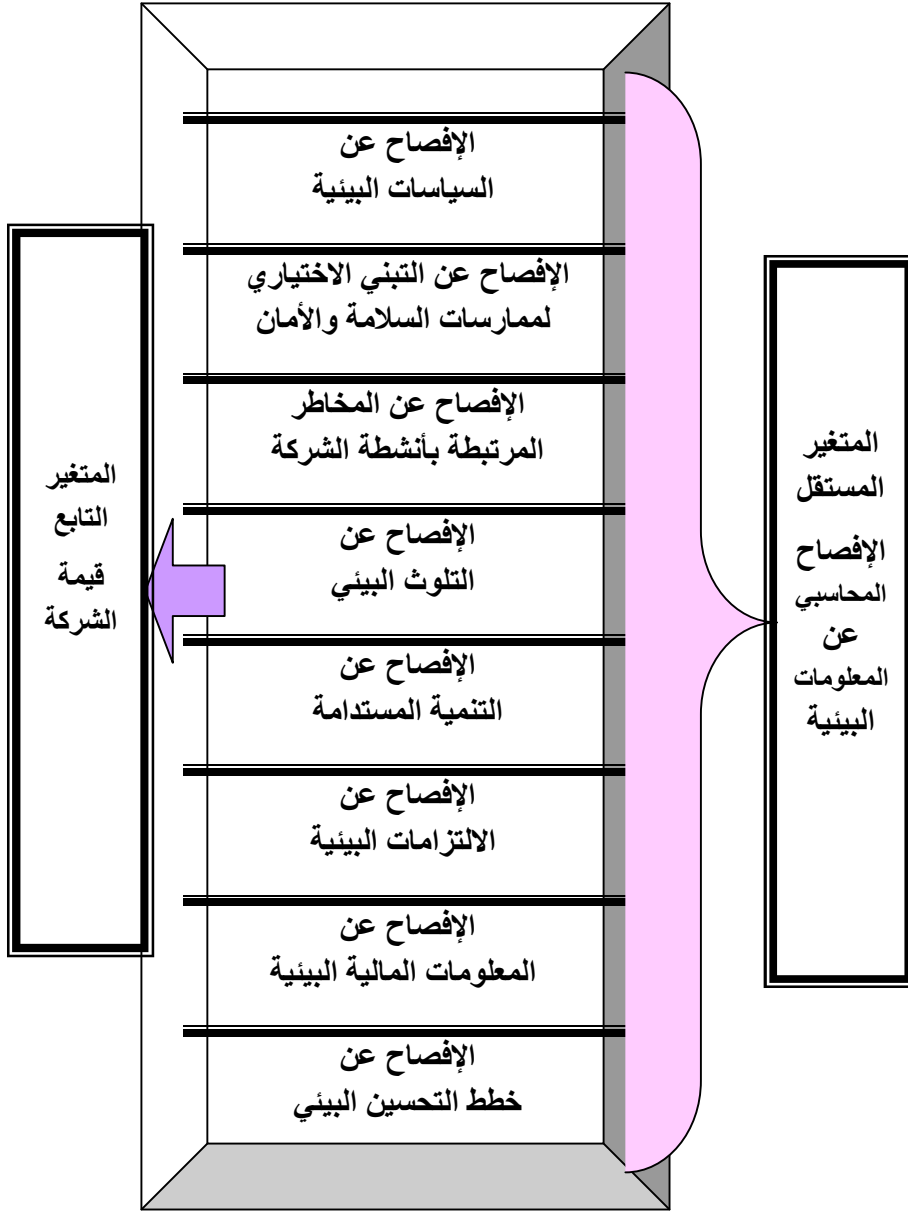 المتغير
المستقل
الإفصاح
المحاسبي
عن
المعلومات
البيئية
الإفصاح عن
السياسات البيئية
الإفصاح عن التبني الاختياري
لممارسات السلامة والأمان
الإفصاح عن المخاطر
المرتبطة بأنشطة الشركة
الإفصاح عن
التلوث البيئي
الإفصاح عن
التنمية المستدامة
الإفصاح عن
الالتزامات البيئية
الإفصاح عن
المعلومات المالية البيئية
الإفصاح عن
خطط التحسين البيئي
المتغير
التابع
قيمة
الشركة